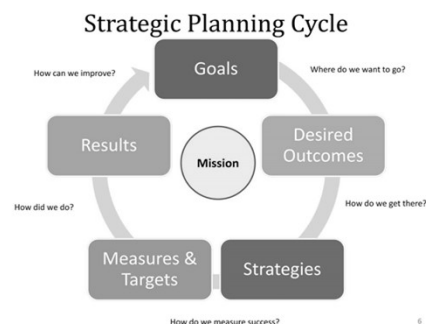 Strategic Planning Cycle
Goals
How can we improve?
Where do we want to go?
Results
Mission
Desired
Outcomes
How did we do?
How do we get there?
Measures &
Targets
Strategies
How do we measure success?
6